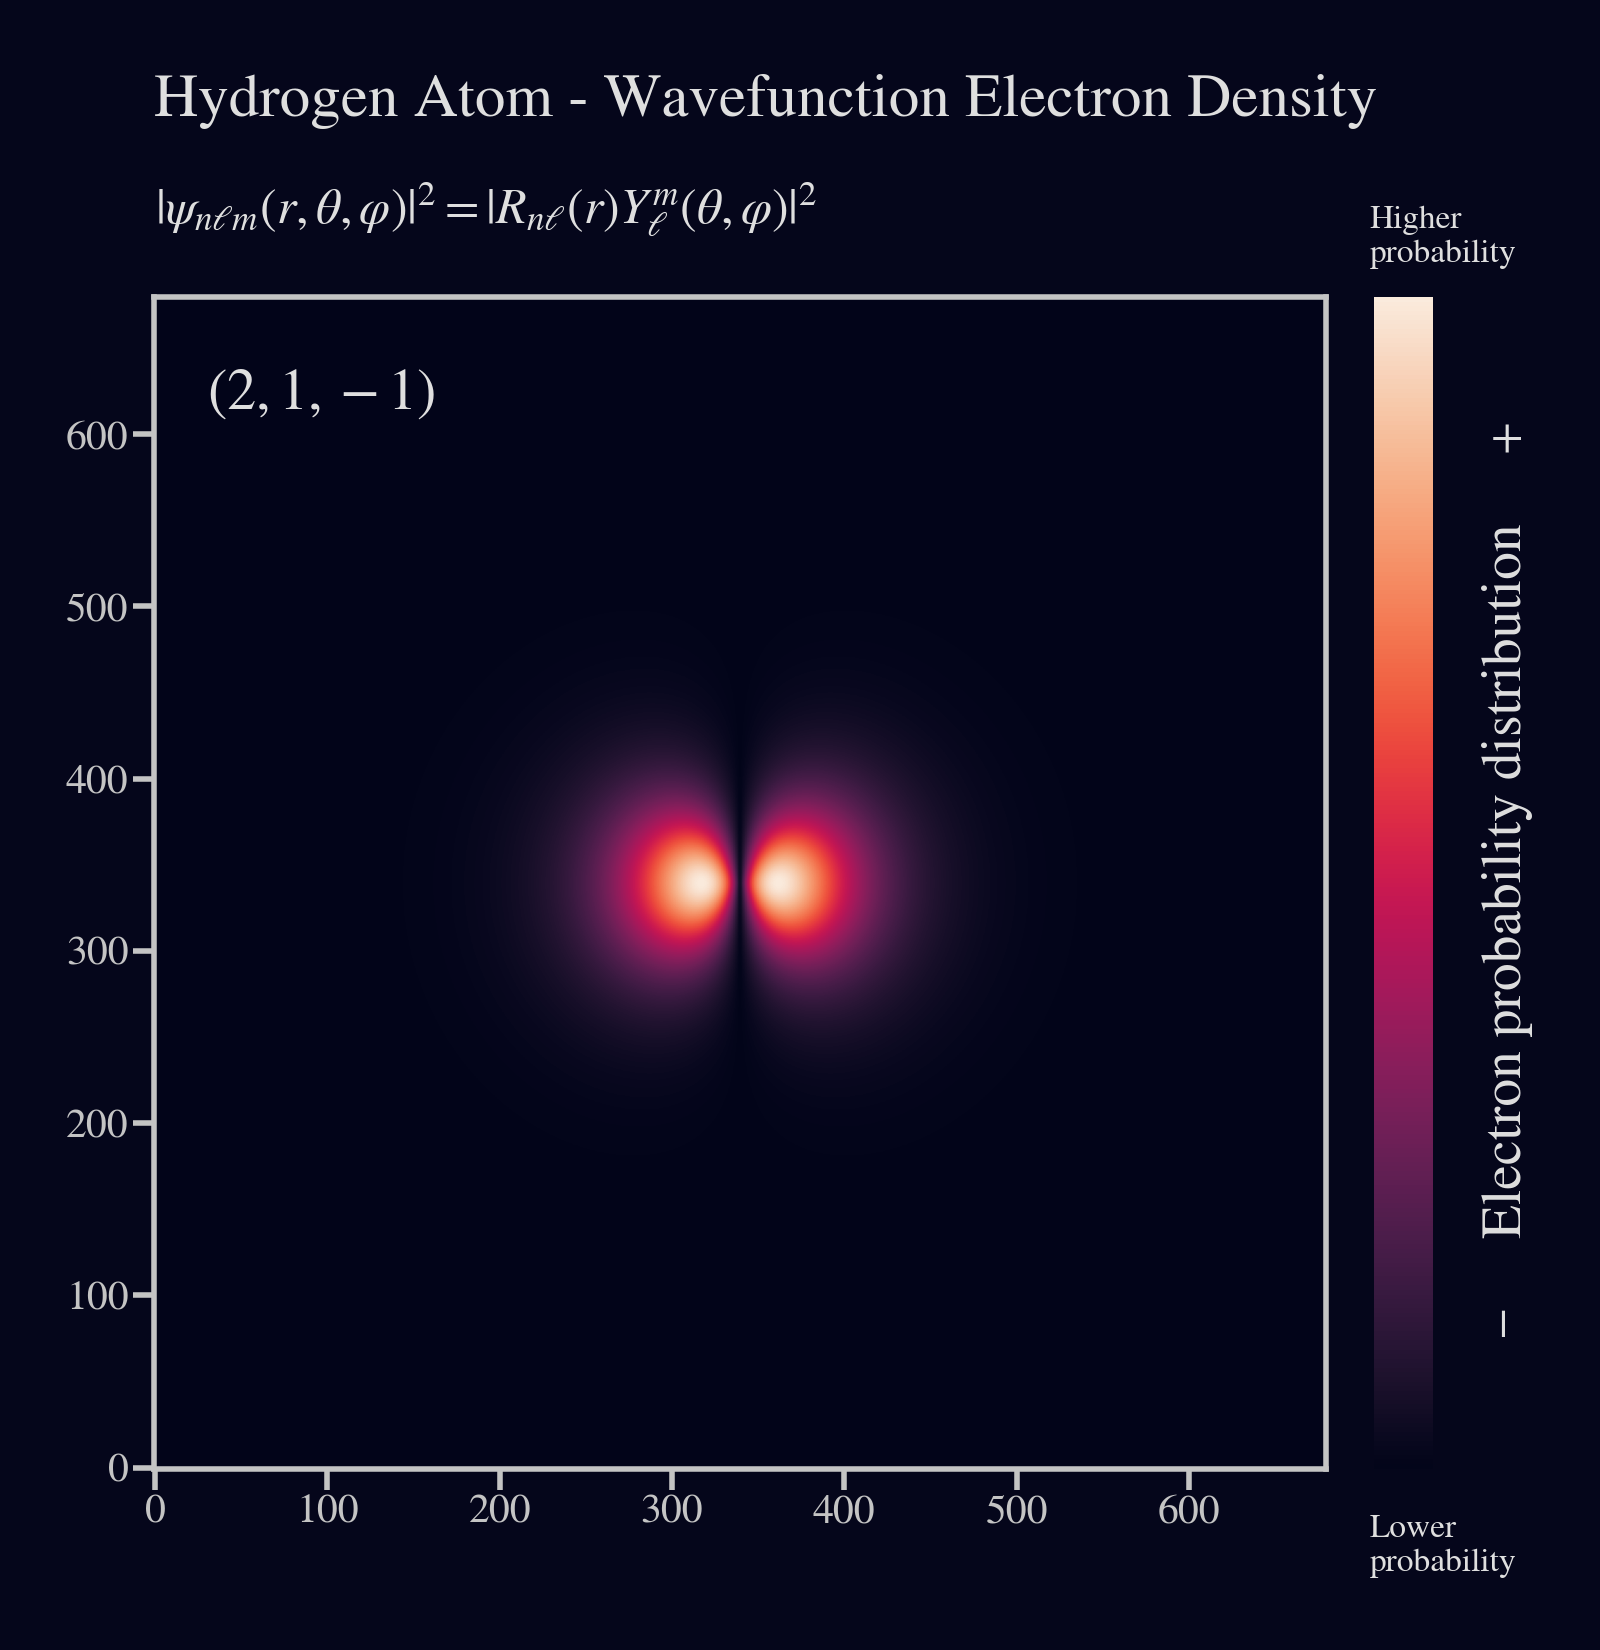 Hydrogen Atom - Wavefunction Electron Density
|ψnℓm(r, θ, φ)|² = |Rnℓ(r)Yℓᵐ(θ, φ)|²
Higher
probability
(2, 1, − 1)
600
500
400
300
200
100
0
0 100 200 300 400 500 600
− Electron probability distribution +
Lower
probability